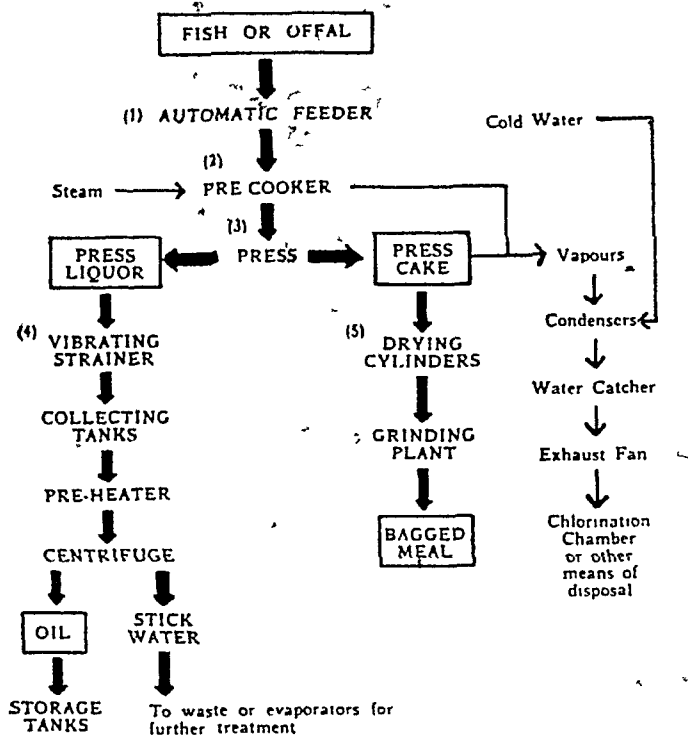 FISH OR OFFAL
(1) AUTOMATIC FEEDER
Cold Water
(2)
Steam
PRE COOKER
(3)
PRESS
LIQUOR
PRESS
PRESS
CAKE
Vapours
(4)
VIBRATING
STRAINER
(5)
DRYING
CYLINDERS
Condensers
COLLECTING
TANKS
GRINDING
PLANT
Water Catcher
PRE-HEATER
Exhaust Fan
CENTRIFUGE
BAGGED
MEAL
Chlorination
Chamber
or other
means of
disposal
OIL
STICK
WATER
STORAGE
TANKS
To waste or evaporators for
further treatment